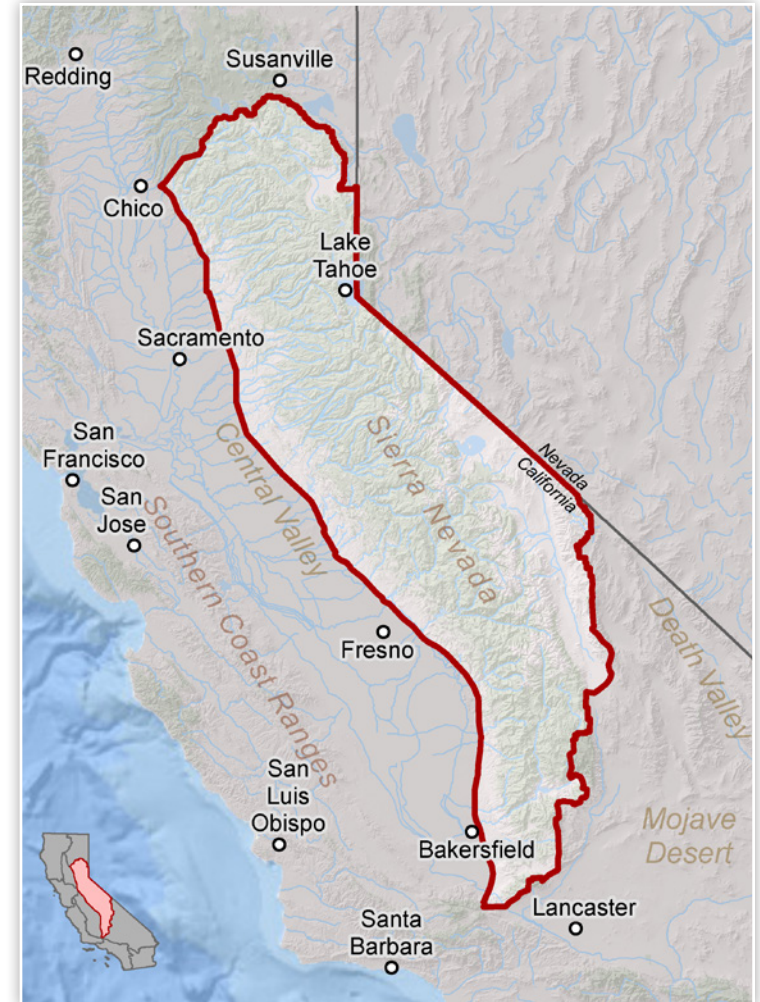 Susanville
Redding
Chico
Lake
Tahoe
Sacramento
San
Francisco
San
Jose
Central Valley
Sierra Nevada
Nevada
California
Southern Coast Ranges
Fresno
Death Valley
San
Luis
Obispo
Mojave
Desert
Bakersfield
Lancaster
Santa
Barbara